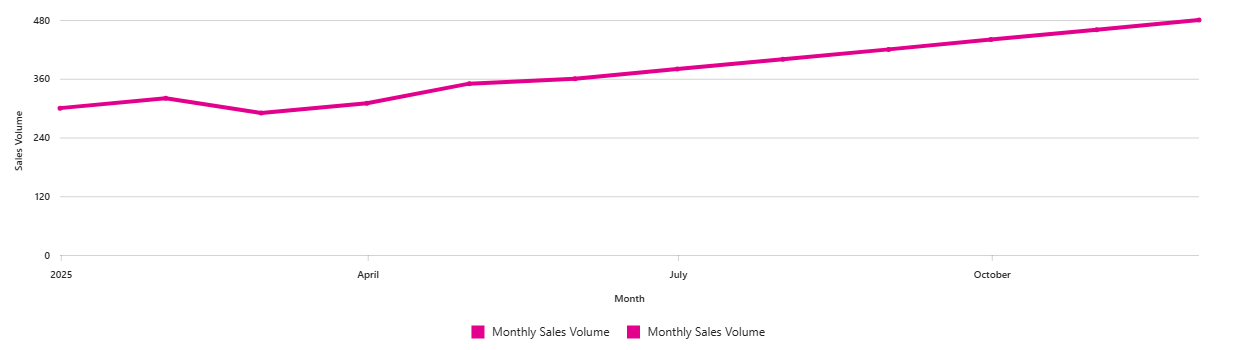 480
360
240
120
0
Sales Volume
2025 April July October
Month
Monthly Sales Volume Monthly Sales Volume